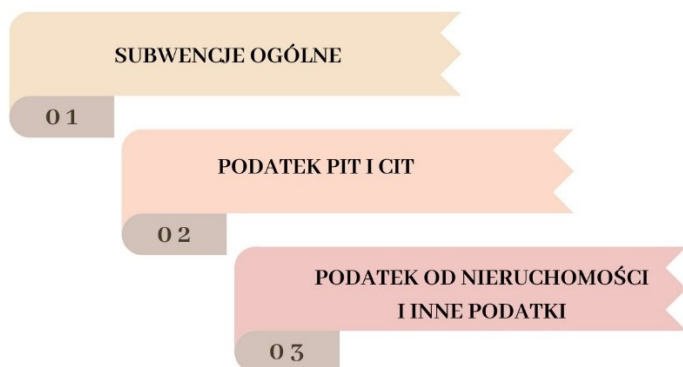 SUBWENCJE OGÓLNE
01
PODATEK PIT I CIT
02
PODATEK OD NIERUCHOMOŚCI
I INNE PODATKI
03